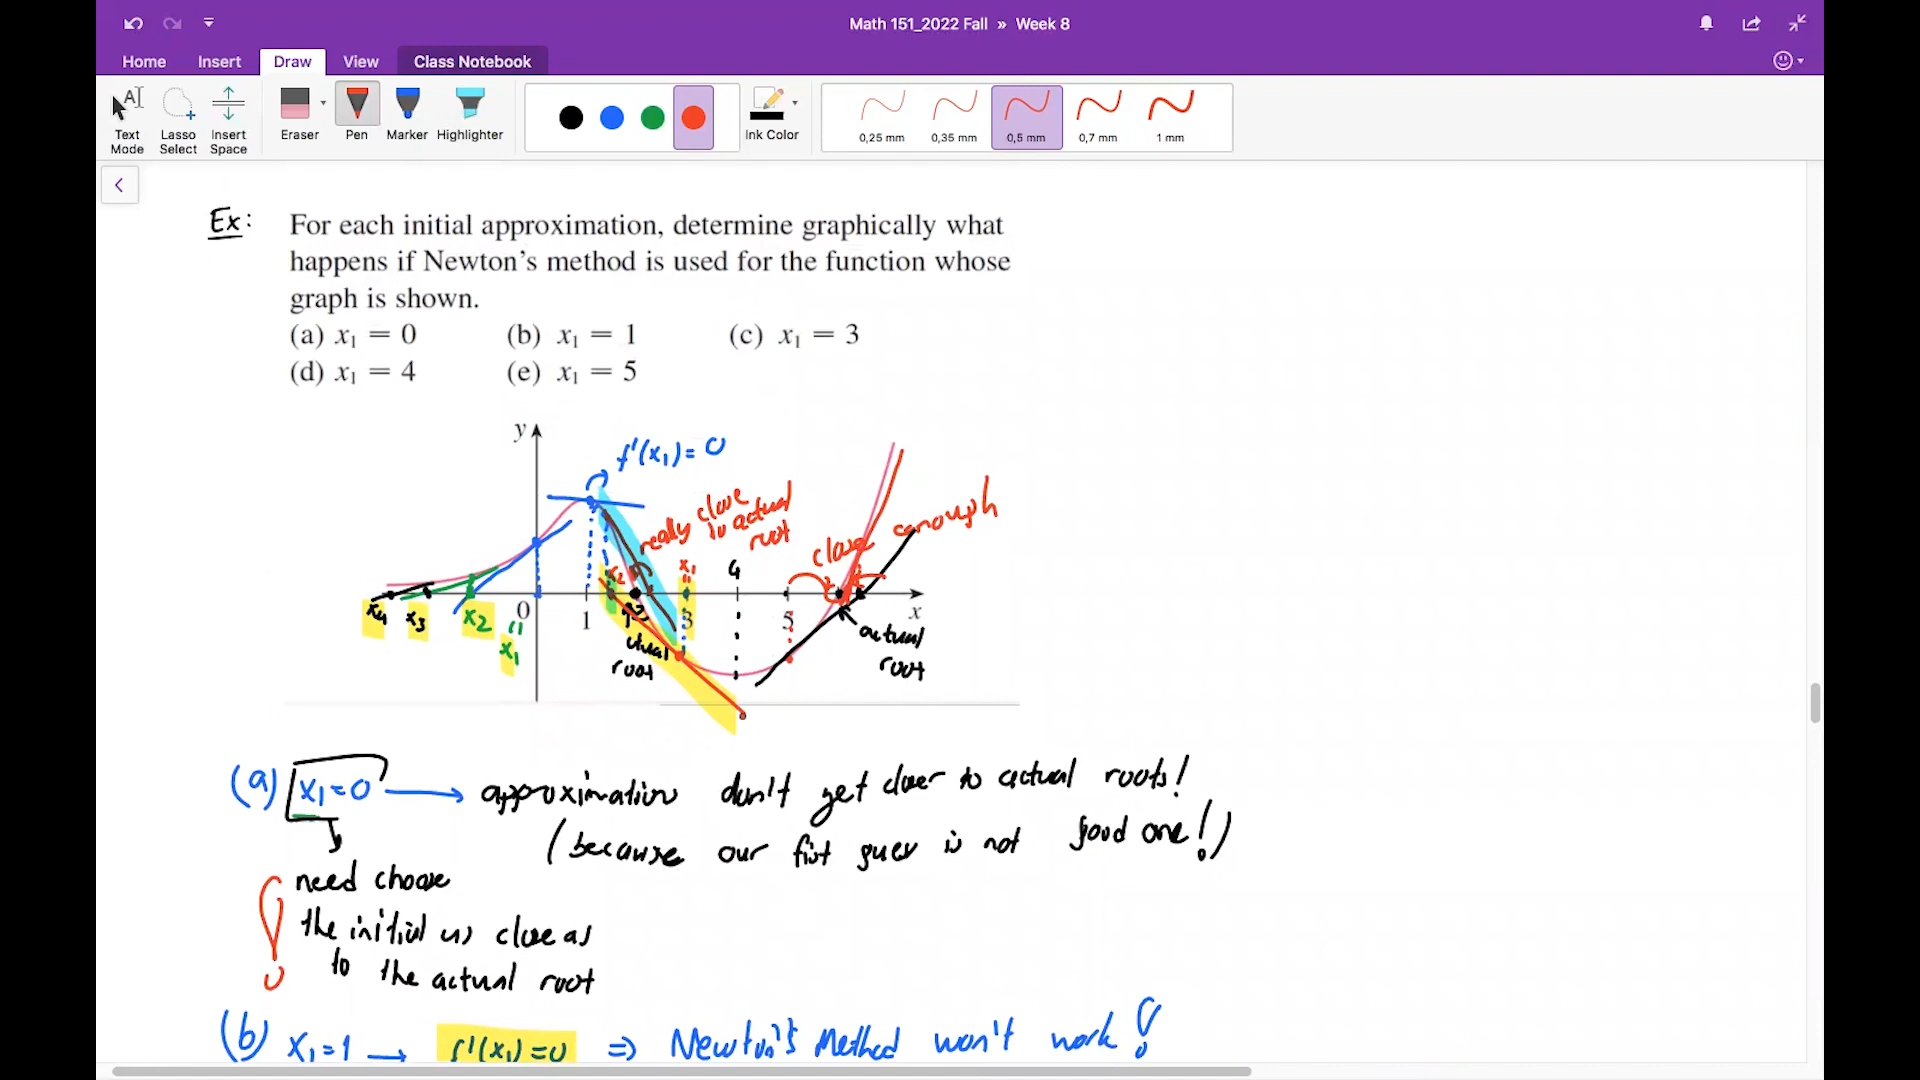 Math 151_2022 Fall » Week 8
Home Insert Draw View Class Notebook
Text Mode
Lasso Select
Insert Space
Eraser
Pen
Marker
Highlighter
Ink Color
0,25 mm
0,35 mm
0,5 mm
0,7 mm
1 mm
Ex: For each initial approximation, determine graphically what
happens if Newton's method is used for the function whose
graph is shown.
(a) x₁ = 0 (b) x₁ = 1 (c) x₁ = 3
(d) x₁ = 4 (e) x₁ = 5
y
f'(x₁) = 0
really close
to actual
root
close enough
x₂
x₁
4
x₄ x₃ x₂ 0 1 3 5 x
x₁
root
actual
root
(a) x₁=0 → approximation don't get closer to actual roots!
(because our first guess is not good one!)
need choose
the initial as close as
to the actual root
(b) x₁=1 → f'(x₁)=0 ⇒ Newton's Method won't work!